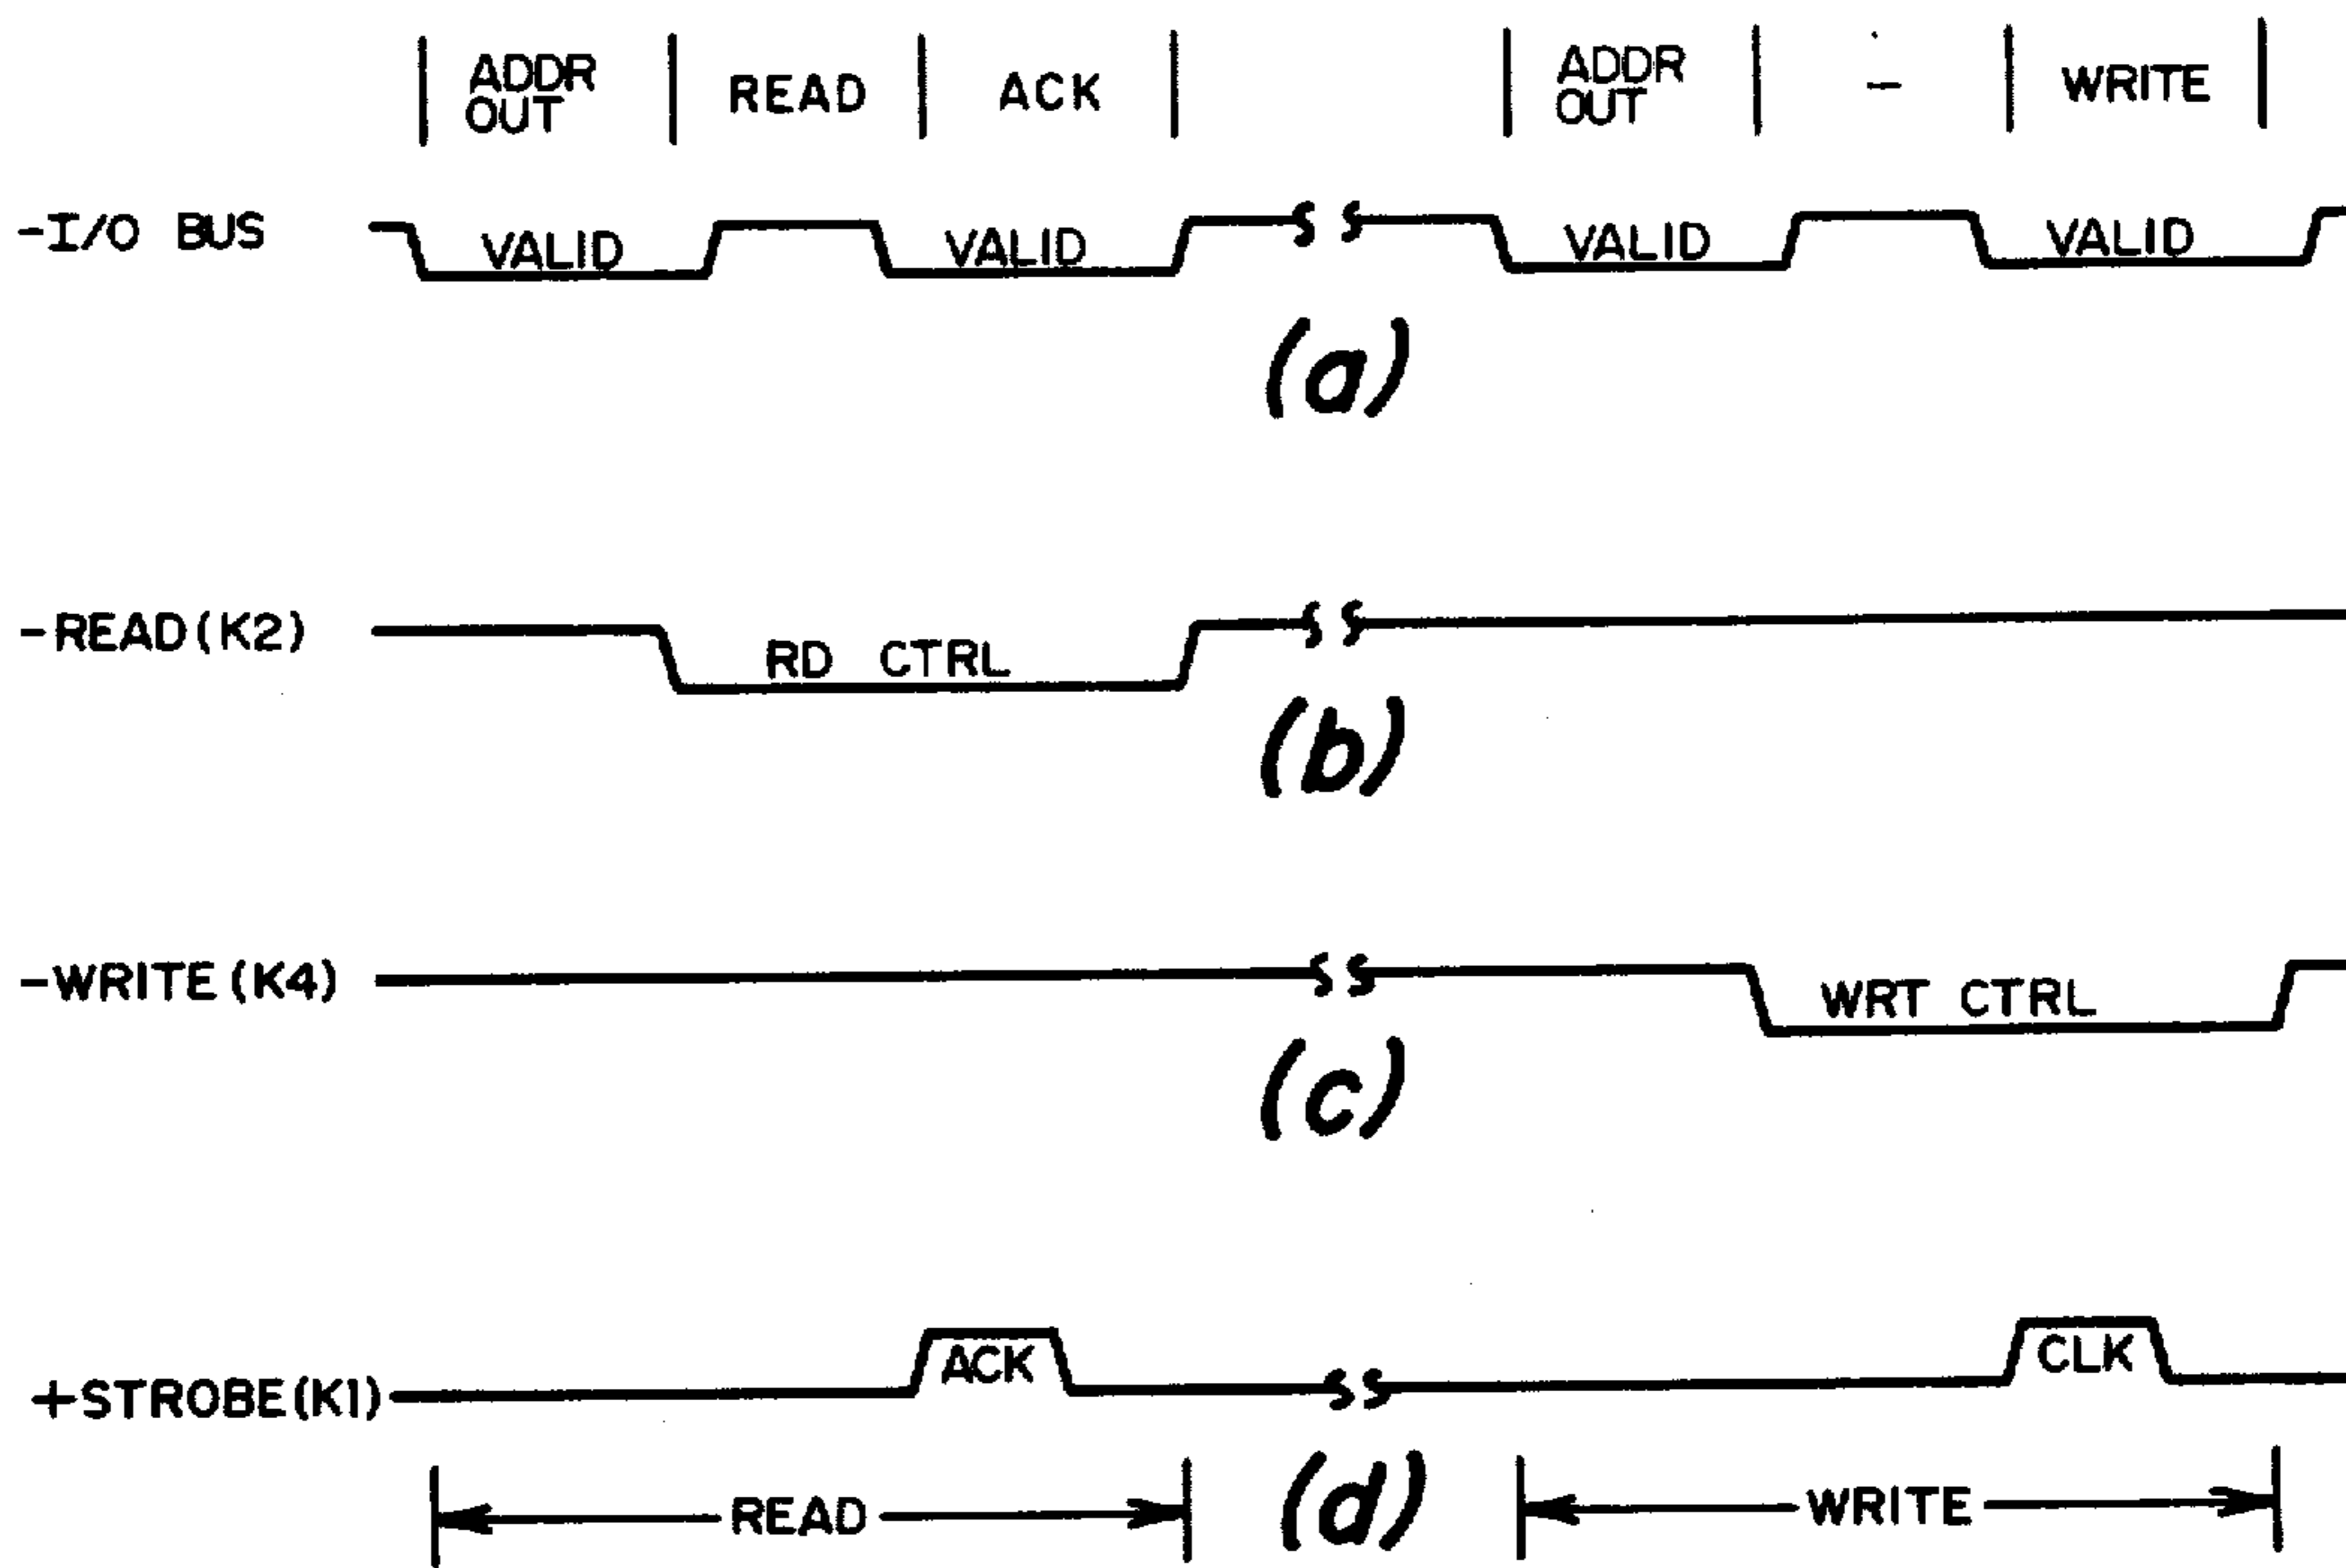 ADDR OUT READ ACK ADDR OUT - WRITE
-I/O BUS VALID VALID VALID VALID
(a)
-READ(K2) RD CTRL
(b)
-WRITE(K4) WRT CTRL
(c)
+STROBE(K1) ACK CLK
READ (d) WRITE